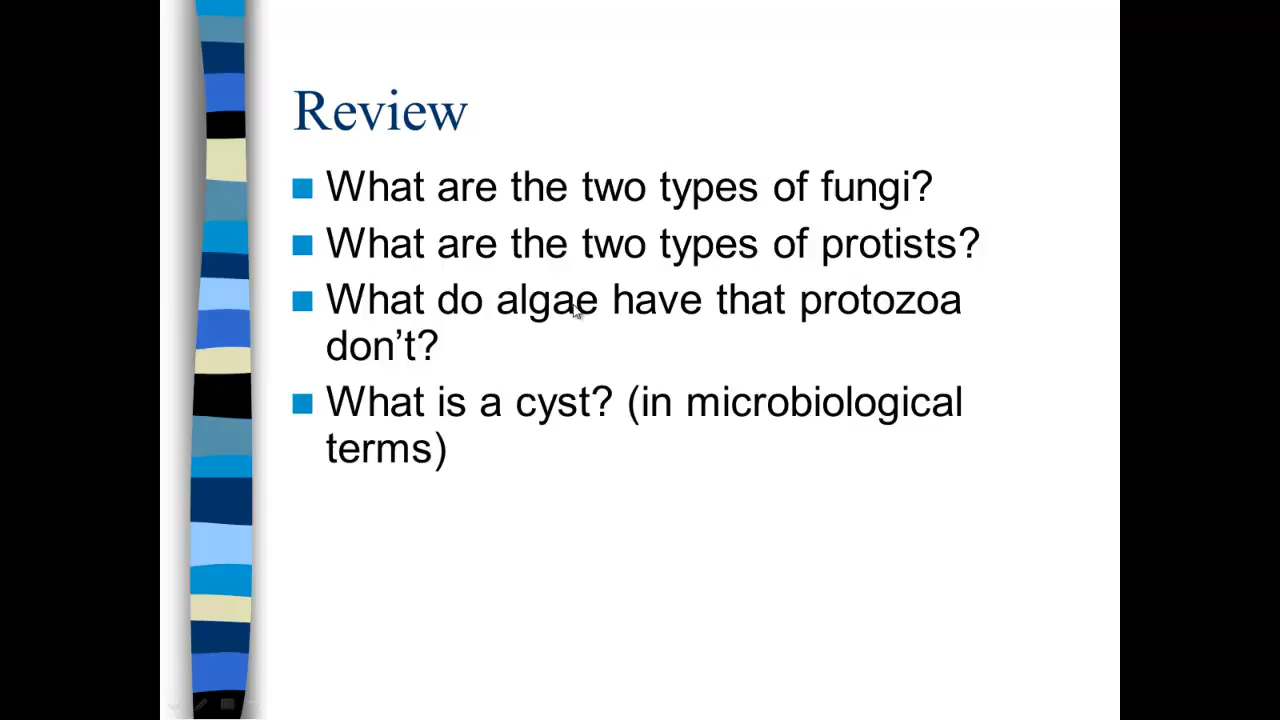 Review
What are the two types of fungi?
What are the two types of protists?
What do algae have that protozoa
don’t?
What is a cyst? (in microbiological
terms)